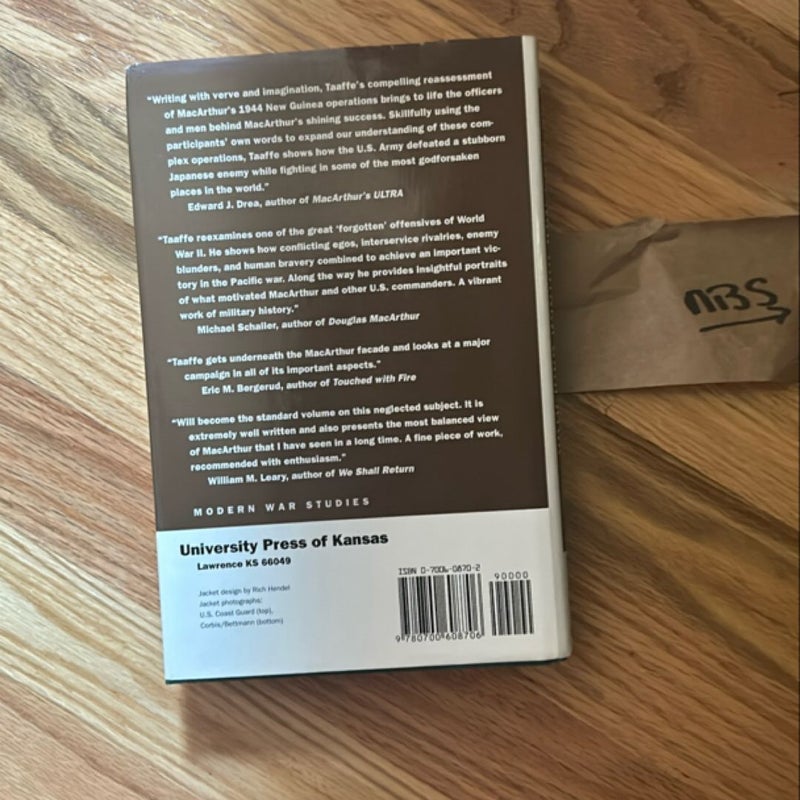 "Writing with verve and imagination, Taaffe's compelling reassessment
of MacArthur's 1944 New Guinea operations brings to life the officers
and men behind MacArthur's shining success. Skillfully using the
participants' own words to expand our understanding of these com-
plex operations, Taaffe shows how the U.S. Army defeated a stubborn
Japanese enemy while fighting in some of the most godforsaken
places in the world."
Edward J. Drea, author of MacArthur's ULTRA
"Taaffe reexamines one of the great 'forgotten' offensives of World
War II. He shows how conflicting egos, interservice rivalries, enemy
blunders, and human bravery combined to achieve an important vic-
tory in the Pacific war. Along the way he provides insightful portraits
of what motivated MacArthur and other U.S. commanders. A vibrant
work of military history."
Michael Schaller, author of Douglas MacArthur
"Taaffe gets underneath the MacArthur facade and looks at a major
campaign in all of its important aspects."
Eric M. Bergerud, author of Touched with Fire
"Will become the standard volume on this neglected subject. It is
extremely well written and also presents the most balanced view
of MacArthur that I have seen in a long time. A fine piece of work,
recommended with enthusiasm."
William M. Leary, author of We Shall Return
MODERN WAR STUDIES
University Press of Kansas
Lawrence KS 66049
Jacket design by Rich Hendel
Jacket photographs:
U.S. Coast Guard (top),
Corbis/Bettmann (bottom)
ISBN 0-7006-0870-2
90000
9 780700 608706
NBS